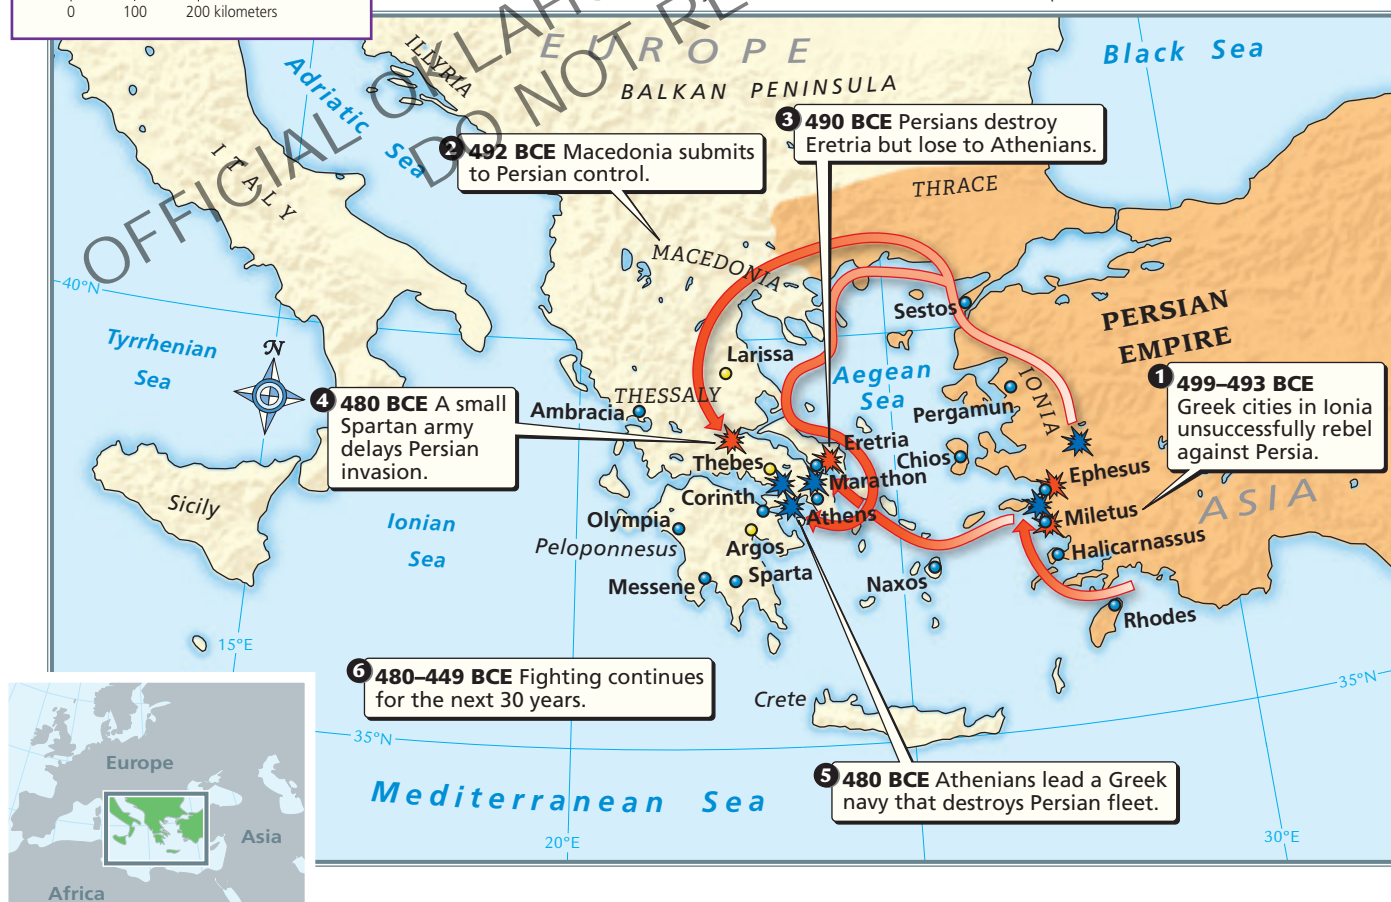 0 100 200 kilometers
OFFICIAL OKLAHO
DO NOT RE
EUROPE
ILLYRIA
BALKAN PENINSULA
Black Sea
Adriatic
Sea
ITALY
2 492 BCE Macedonia submits
to Persian control.
3 490 BCE Persians destroy
Eretria but lose to Athenians.
THRACE
MACEDONIA
40°N
Tyrrhenian
Sea
N
Sestos
PERSIAN
EMPIRE
Larissa
THESSALY
Aegean
Sea
IONIA
Pergamun
1 499–493 BCE
Greek cities in Ionia
unsuccessfully rebel
against Persia.
4 480 BCE A small
Spartan army
delays Persian
invasion.
Ambracia
Eretria
Thebes
Chios
Ephesus
Marathon
Corinth
ASIA
Sicily
Ionian
Sea
Olympia
Athens
Miletus
Peloponnesus
Argos
Halicarnassus
Messene
Sparta
Naxos
Rhodes
15°E
6 480–449 BCE Fighting continues
for the next 30 years.
Crete
35°N
35°N
5 480 BCE Athenians lead a Greek
navy that destroys Persian fleet.
Mediterranean Sea
20°E
30°E
Europe
Asia
Africa